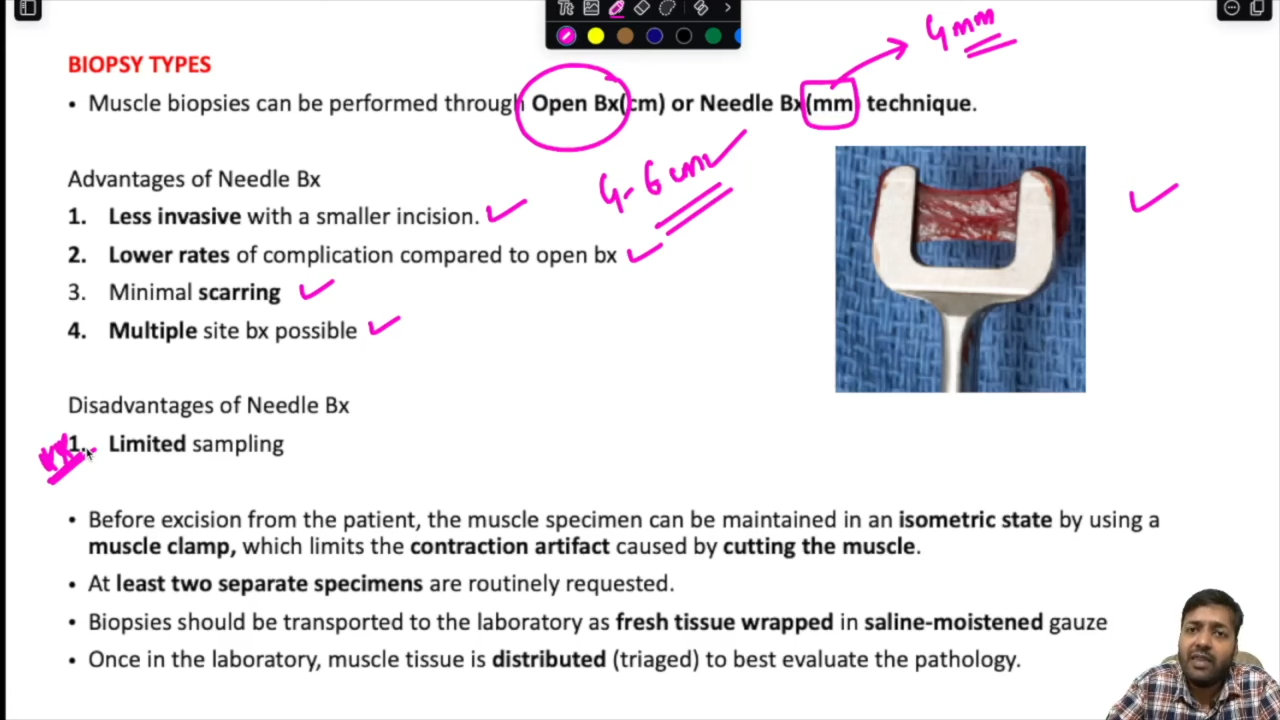 Tt
4mm
BIOPSY TYPES
• Muscle biopsies can be performed through Open Bx(cm) or Needle Bx(mm) technique.
4-6cm
Advantages of Needle Bx
1. Less invasive with a smaller incision.
2. Lower rates of complication compared to open bx
3. Minimal scarring
4. Multiple site bx possible
Disadvantages of Needle Bx
1. Limited sampling
• Before excision from the patient, the muscle specimen can be maintained in an isometric state by using a
muscle clamp, which limits the contraction artifact caused by cutting the muscle.
• At least two separate specimens are routinely requested.
• Biopsies should be transported to the laboratory as fresh tissue wrapped in saline-moistened gauze
• Once in the laboratory, muscle tissue is distributed (triaged) to best evaluate the pathology.